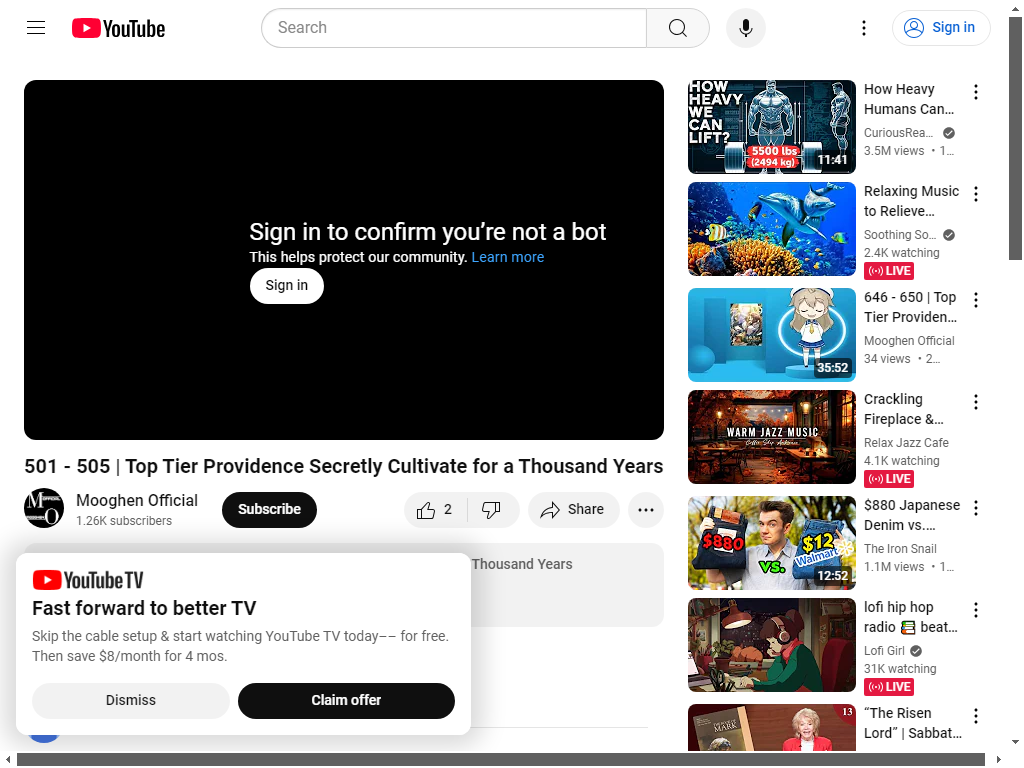 YouTube
Search
Sign in
Sign in to confirm you're not a bot
This helps protect our community. Learn more
Sign in
501 - 505 | Top Tier Providence Secretly Cultivate for a Thousand Years
Mooghen Official
1.26K subscribers
Subscribe
2
Share
Thousand Years
YouTube TV
Fast forward to better TV
Skip the cable setup & start watching YouTube TV today–– for free.
Then save $8/month for 4 mos.
Dismiss
Claim offer
HOW
HEAVY
WE
CAN
LIFT?
5500 lbs
(2494 kg)
11:41
How Heavy
Humans Can…
CuriousRea…
3.5M views • 1…
Relaxing Music
to Relieve…
Soothing So…
2.4K watching
LIVE
35:52
646 - 650 | Top
Tier Providen…
Mooghen Official
34 views • 2…
WARM JAZZ MUSIC
Crackling
Fireplace &…
Relax Jazz Cafe
4.1K watching
LIVE
$880
VS.
$12
Walmart
12:52
$880 Japanese
Denim vs.…
The Iron Snail
1.1M views • 1…
lofi hip hop
radio 📚 beat…
Lofi Girl
31K watching
LIVE
MARK
13
“The Risen
Lord” | Sabbat…